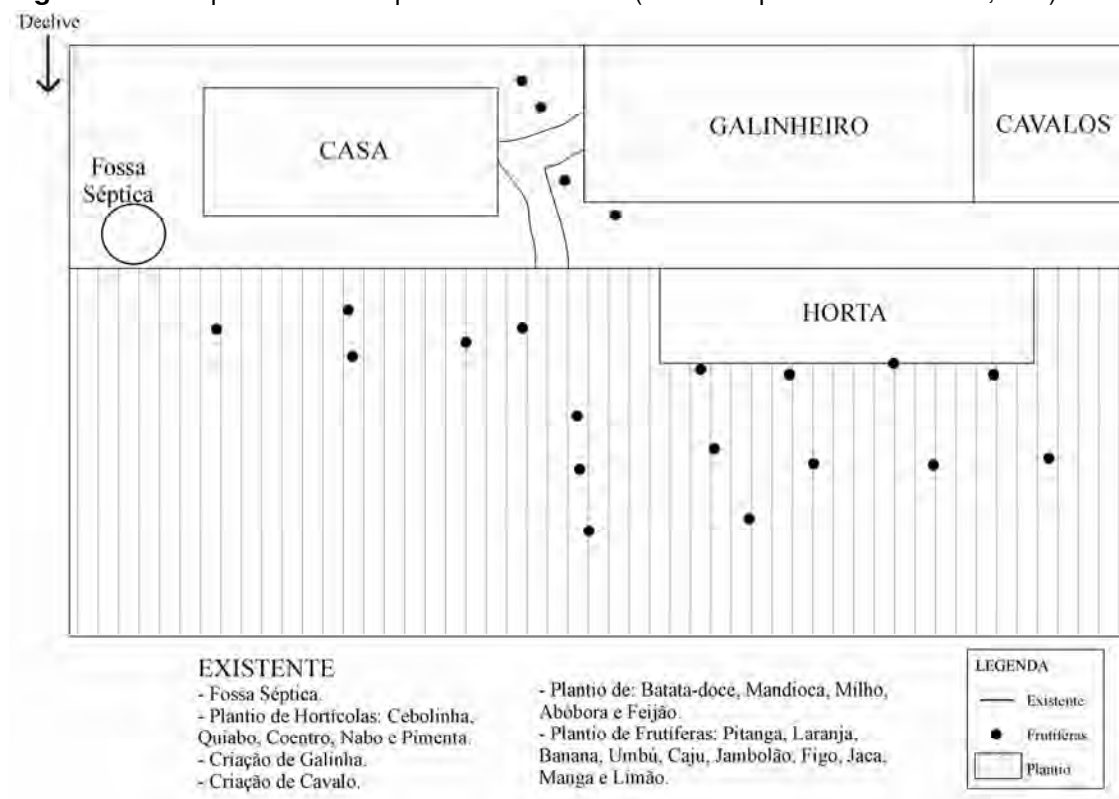 Declive
CASA
GALINHEIRO
CAVALOS
Fossa
Séptica
HORTA
EXISTENTE
- Fossa Séptica.
- Plantio de Hortícolas: Cebolinha,
Quiabo, Coentro, Nabo e Pimenta.
- Criação de Galinha.
- Criação de Cavalo.
- Plantio de: Batata-doce, Mandioca, Milho,
Abóbora e Feijão.
- Plantio de Frutíferas: Pitanga, Laranja,
Banana, Umbú, Caju, Jambolão, Figo, Jaca,
Manga e Limão.
LEGENDA
Existente
Frutíferas
Plantio